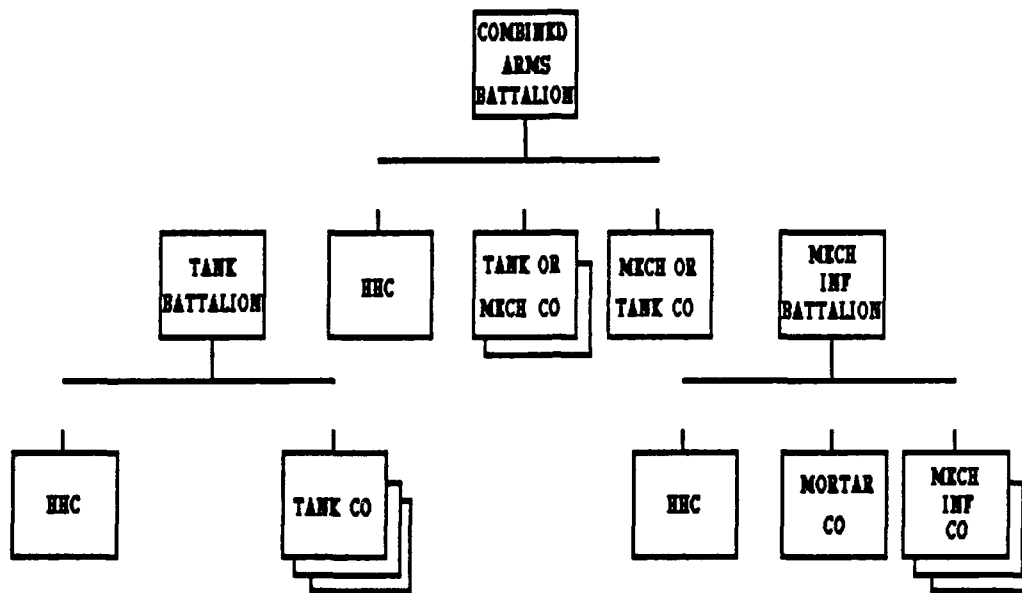 COMBINKD
ARMS
BATTALION
TANK
BATTALION
HHC
TANK OR
MECH CO
MECH OR
TANK CO
MECH
INF
BATTALION
HHC
TANK CO
HHC
MORTAR
CO
MECH
INF
CO